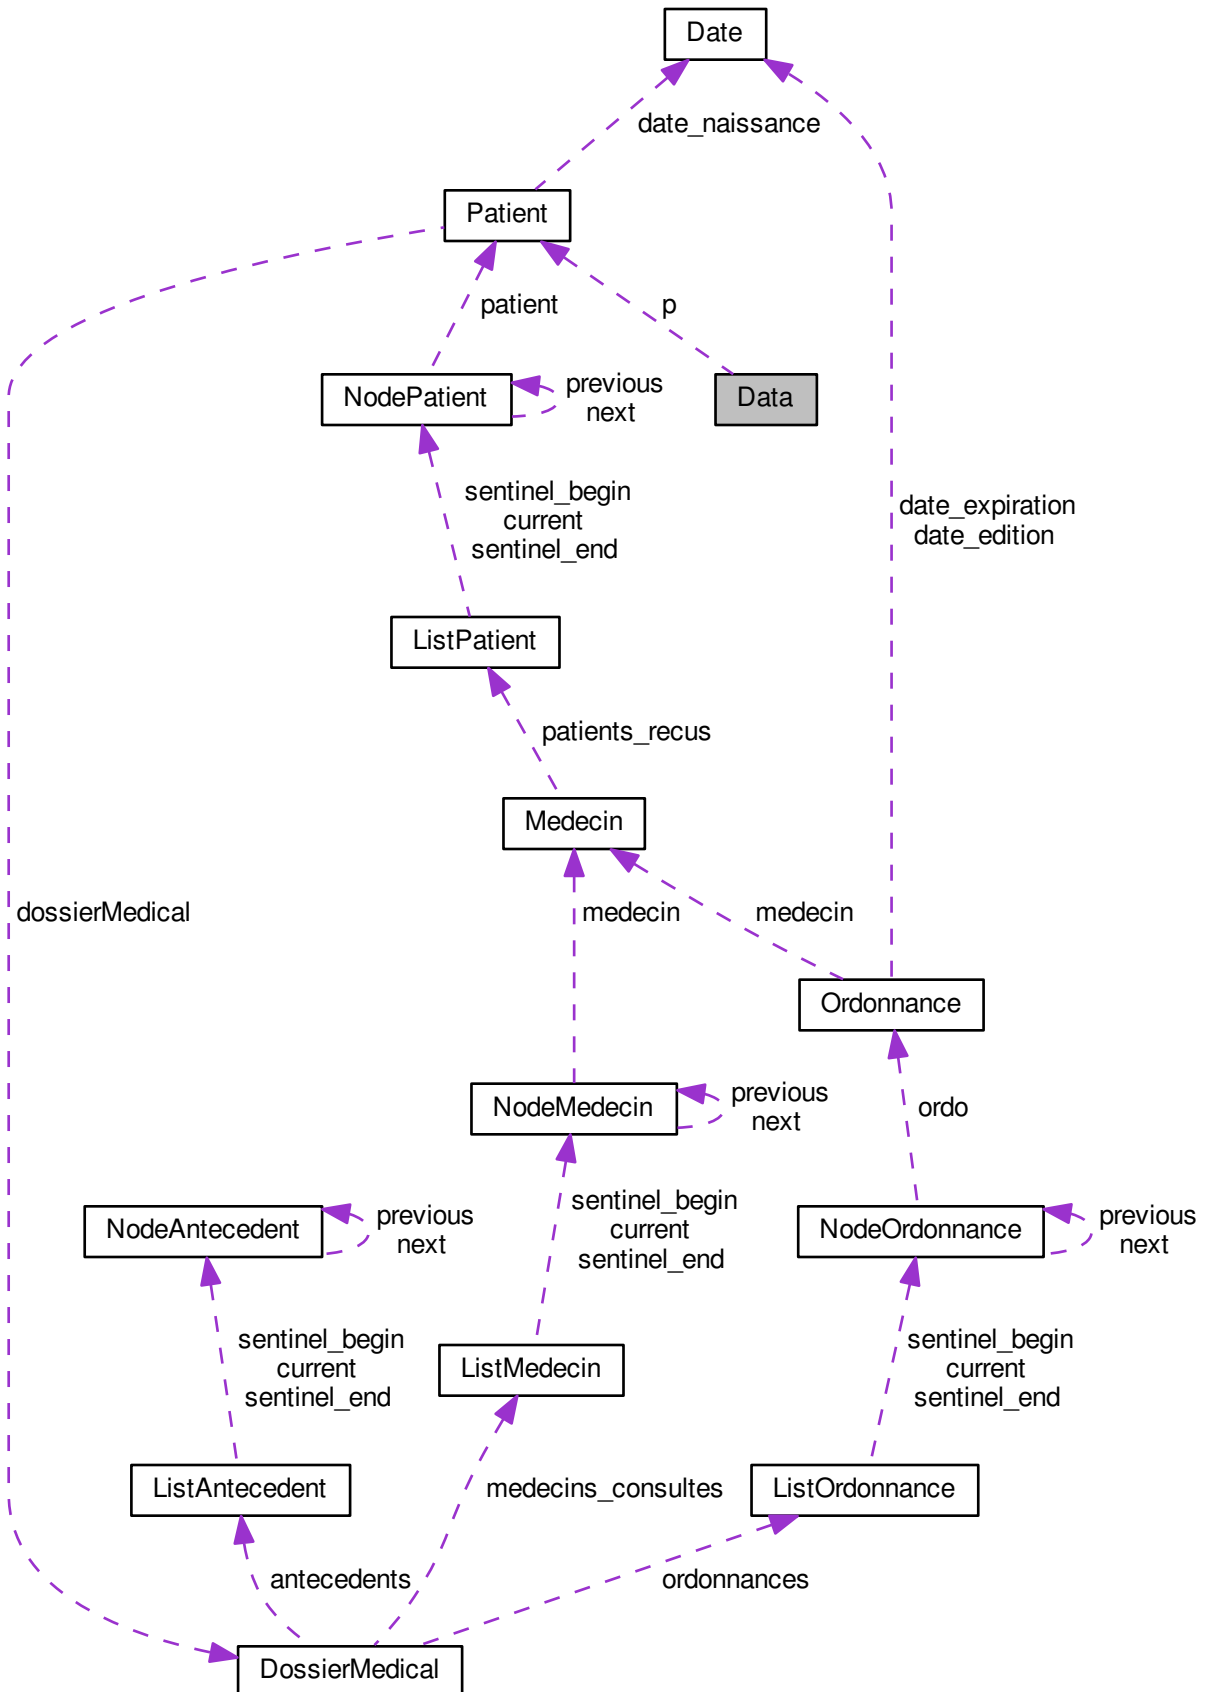 Date
date_naissance
Patient
patient
p
NodePatient
previous
next
Data
sentinel_begin
current
sentinel_end
date_expiration
date_edition
ListPatient
patients_recus
Medecin
dossierMedical
medecin
medecin
Ordonnance
NodeMedecin
previous
next
ordo
NodeAntecedent
previous
next
sentinel_begin
current
sentinel_end
NodeOrdonnance
previous
next
sentinel_begin
current
sentinel_end
ListMedecin
sentinel_begin
current
sentinel_end
ListAntecedent
medecins_consultes
ListOrdonnance
antecedents
ordonnances
DossierMedical